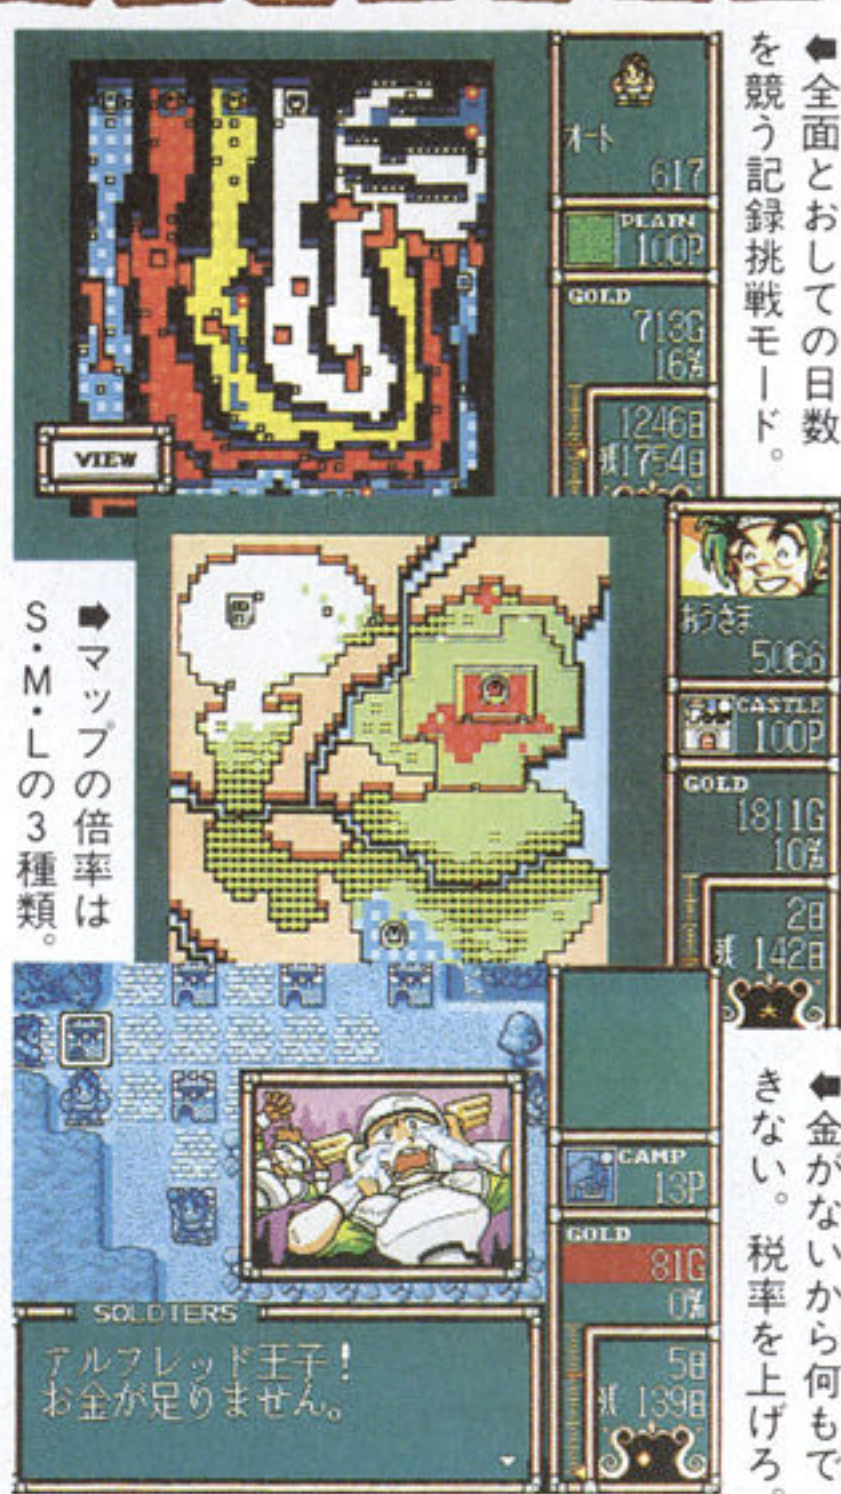 ⬅全面とおしての日数
を競う記録挑戦モード。
オート
617
PLAIN
100P
GOLD
713G
16%
1246日
残1754日
VIEW
➡マップの倍率は
S・M・Lの3種類。
おうさま
5066
CASTLE
100P
GOLD
1811G
10%
2日
残 142日
⬅金がないから何もで
きない。税率を上げろ。
CAMP
13P
GOLD
81G
0%
5日
残 139日
SOLDIERS
アルフレッド王子!
お金が足りません。